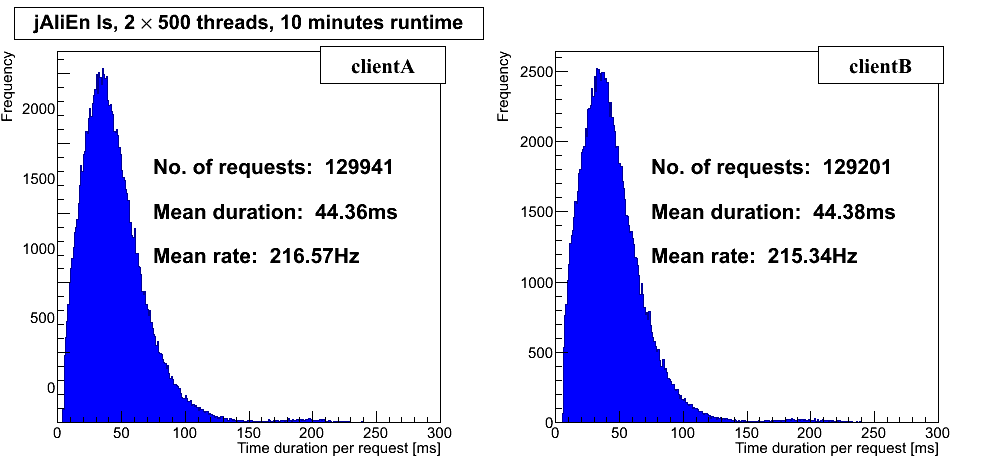 jAliEn ls, 2 × 500 threads, 10 minutes runtime
Frequency
clientA
2000
1500
1000
500
0
No. of requests: 129941
Mean duration: 44.36ms
Mean rate: 216.57Hz
0 50 100 150 200 250 300
Time duration per request [ms]
Frequency
clientB
2500
2000
1500
1000
500
0
No. of requests: 129201
Mean duration: 44.38ms
Mean rate: 215.34Hz
0 50 100 150 200 250 300
Time duration per request [ms]